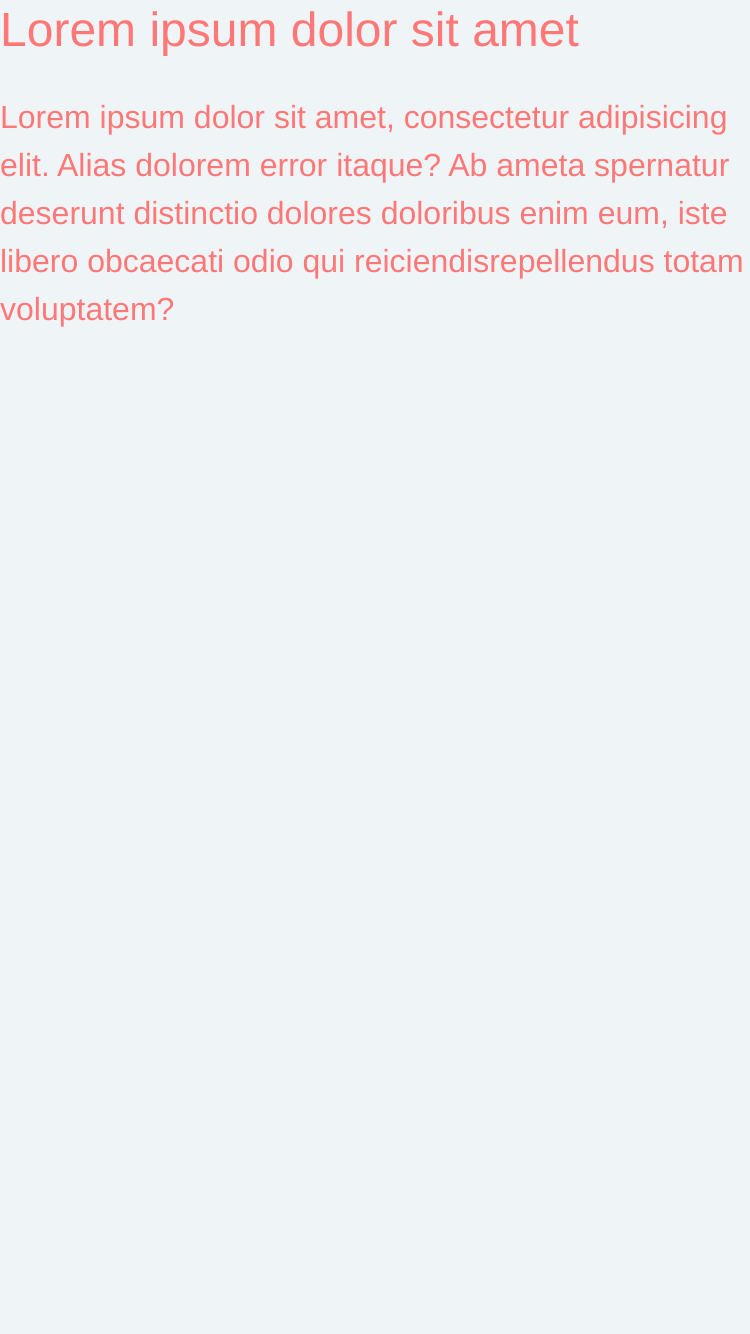 Lorem ipsum dolor sit amet
Lorem ipsum dolor sit amet, consectetur adipisicing
elit. Alias dolorem error itaque? Ab ameta spernatur
deserunt distinctio dolores doloribus enim eum, iste
libero obcaecati odio qui reiciendisrepellendus totam
voluptatem?